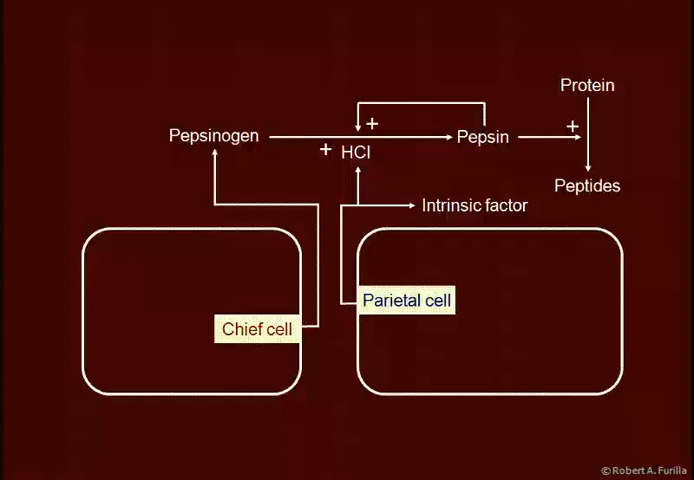 Protein
+
+
Pepsinogen
Pepsin
+
HCl
Peptides
Intrinsic factor
Parietal cell
Chief cell
©Robert A. Furilla